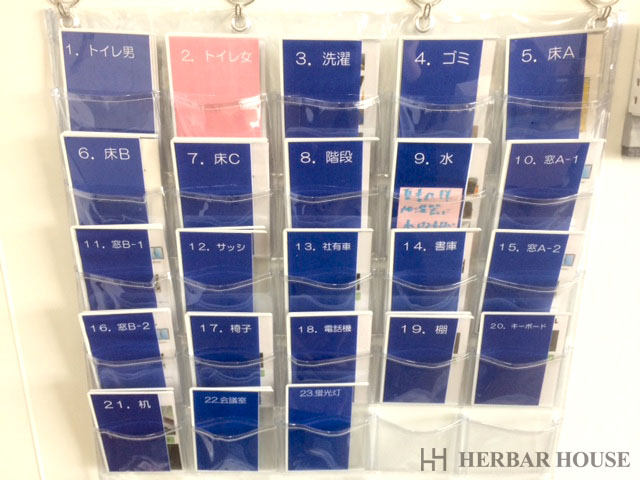 1. トイレ男
2. トイレ女
3. 洗濯
4. ゴミ
5. 床A
6. 床B
7. 床C
8. 階段
9. 水
10. 窓A-1
11. 窓B-1
12. サッシ
13. 社有車
14. 書庫
15. 窓A-2
16. 窓B-2
17. 椅子
18. 電話機
19. 棚
20. キーボード
21. 机
22.会議室
23.蛍光灯
HERBAR HOUSE